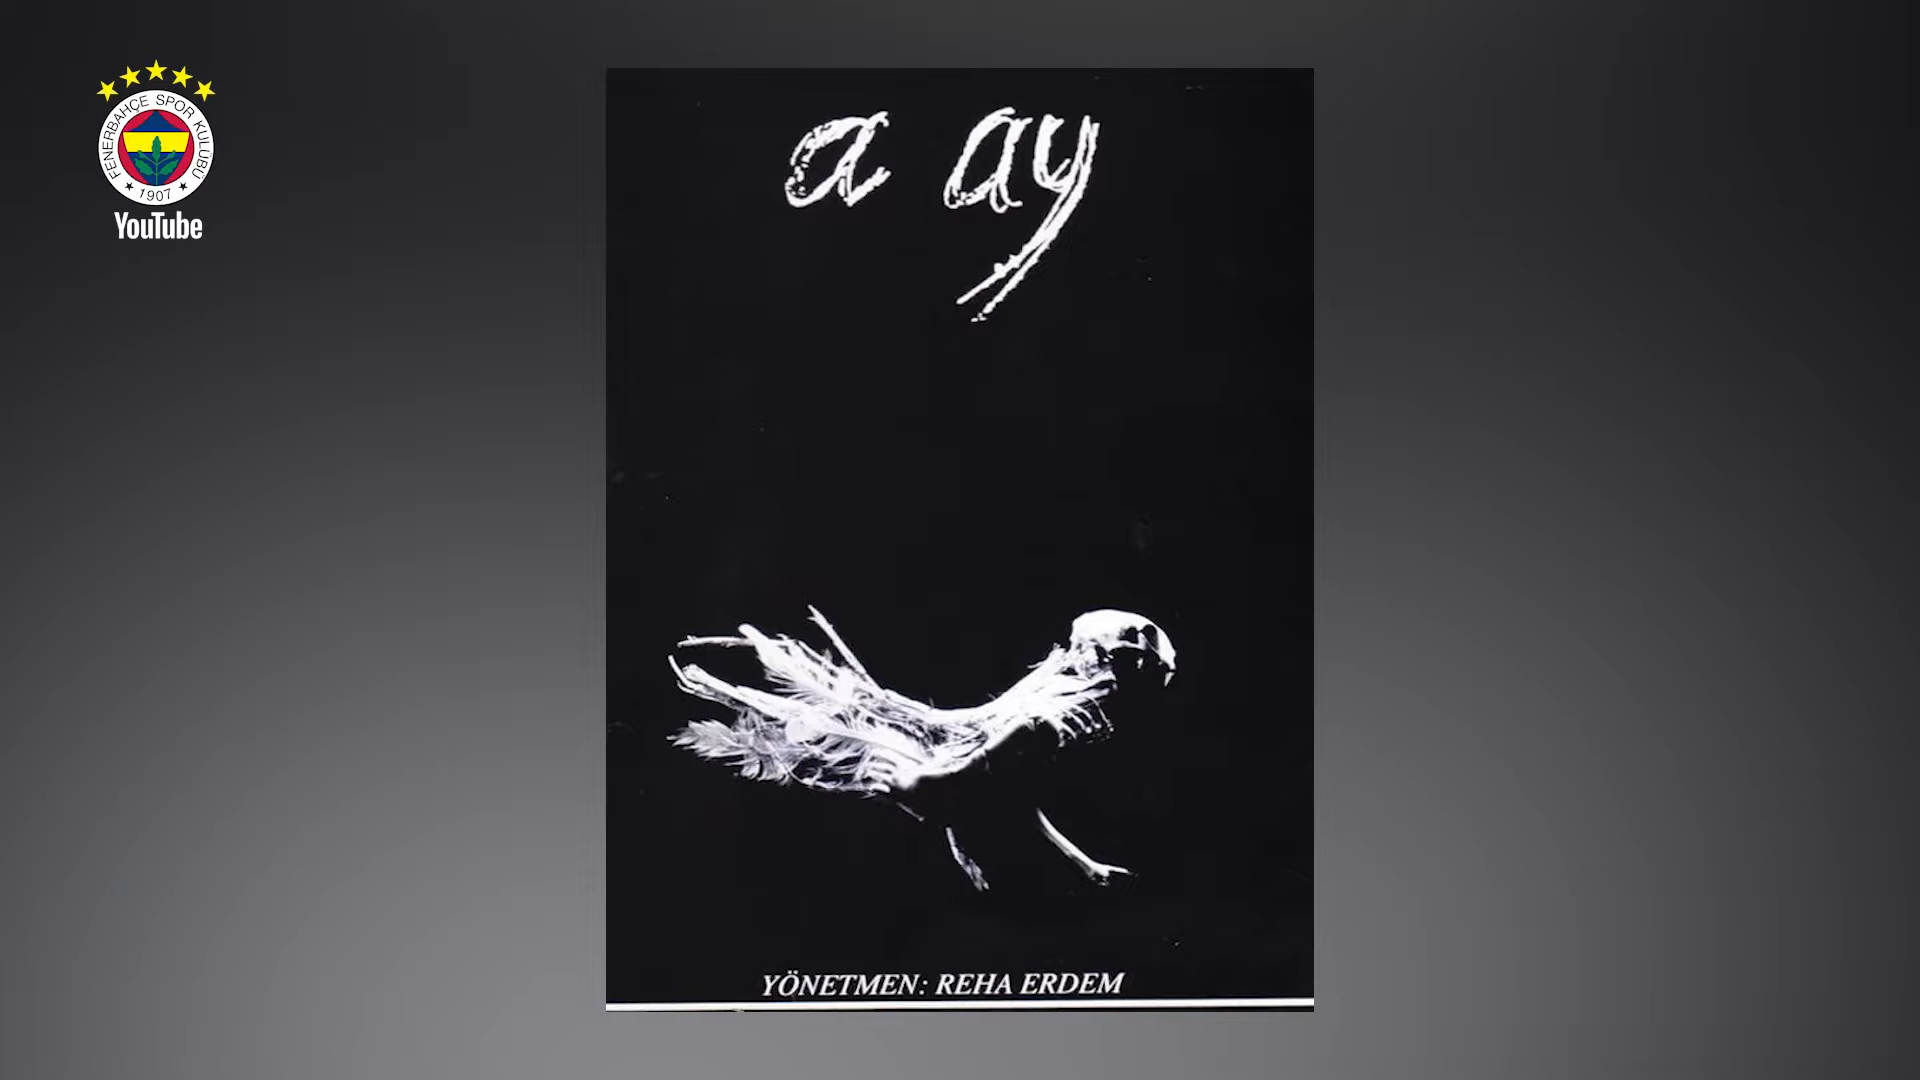 FENERBAHÇE SPOR KULÜBÜ
1907
YouTube
a ay
YÖNETMEN: REHA ERDEM